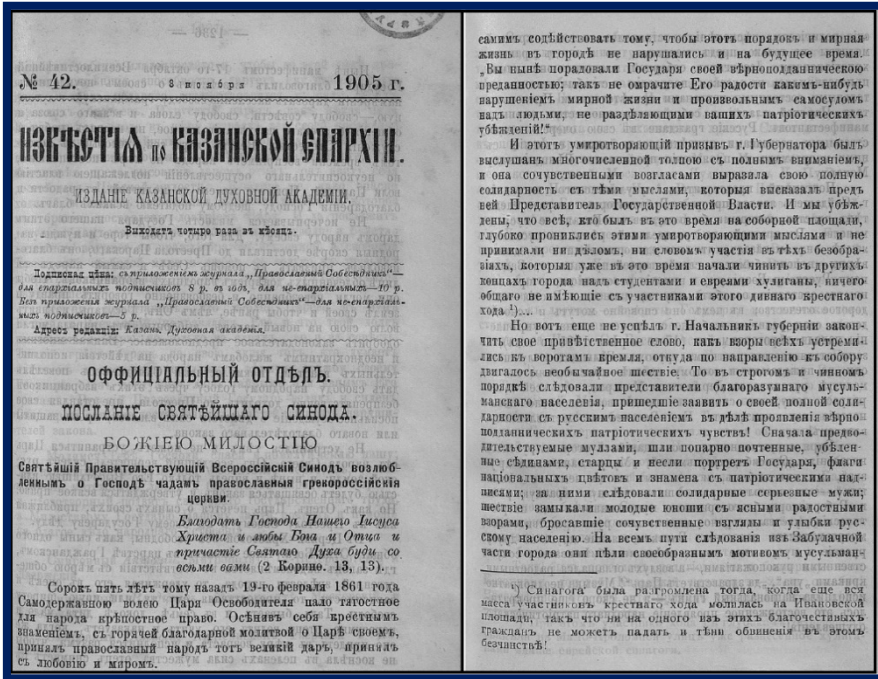 № 42. 3 ноября 1905 г.
ИЗВѢСТІЯ ПО КАЗАНСКОЙ ЕПАРХІИ.
ИЗДАНІЕ КАЗАНСКОЙ ДУХОВНОЙ АКАДЕМІИ.
Выходятъ четыре раза въ мѣсяцъ.
Подписная цѣна: съ приложеніемъ журнала „Православный Собесѣдникъ“—
для епархіальныхъ подписчиковъ 8 р. въ годъ, для не-епархіальныхъ—10 р.
Безъ приложенія журнала „Православный Собесѣдникъ“—для не-епархіаль-
ныхъ подписчиковъ—5 р.
Адресъ редакціи: Казань. Духовная академія.
ОФФИЦІАЛЬНЫЙ ОТДѢЛЪ.
ПОСЛАНІЕ СВЯТѢЙШАГО СИНОДА.
БОЖІЕЮ МИЛОСТІЮ
Святѣйшій Правительствующій Всероссійскій Синодъ возлюб-
леннымъ о Господѣ чадамъ православныя грекороссійскія
церкви.
Благодать Господа Нашего Іисуса
Христа и любы Бога и Отца и
причастіе Святаго Духа буди со
всѣми вами (2 Коринѳ. 13, 13).
Сорокъ пять лѣтъ тому назадъ 19-го февраля 1861 года
Самодержавною волею Царя Освободителя пало тягостное
для народа крѣпостное право. Осѣнивъ себя крестнымъ
знаменіемъ, съ горячей благодарной молитвой о Царѣ своемъ,
принялъ православный народъ тотъ великій даръ, принялъ
съ любовію и миромъ.
самимъ содѣйствовать тому, чтобы этотъ порядокъ и мирная
жизнь въ городѣ не нарушались и на будущее время.
„Вы нынѣ порадовали Государя своей вѣрноподданническою
преданностью; такъ не омрачите Его радости какимъ-нибудь
нарушеніемъ мирной жизни и произвольнымъ самосудомъ
надъ людьми, не раздѣляющими вашихъ патріотическихъ
убѣжденій!“
И этотъ умиротворяющій призывъ г. Губернатора былъ
выслушанъ многочисленной толпою съ полнымъ вниманіемъ,
и она сочувственными возгласами выразила свою полную
солидарность съ тѣми мыслями, которыя высказалъ предъ
ней Представитель Государственной Власти. И мы убѣж-
дены, что всѣ, кто былъ въ это время на соборной площади,
глубоко прониклись этими умиротворяющими мыслями и не
принимали ни дѣломъ, ни словомъ участія въ тѣхъ безобра-
зіяхъ, которыя уже въ это время начали чинить въ другихъ
концахъ города надъ студентами и евреями хулиганы, ничего
общаго не имѣющіе съ участниками этого дивнаго крестнаго
хода ¹)...
Но вотъ еще не успѣлъ г. Начальникъ губерніи закон-
чить свое привѣтственное слово, какъ взоры всѣхъ устреми-
лись къ воротамъ кремля, откуда по направленію къ собору
двигалось необычайное шествіе. То въ строгомъ и чинномъ
порядкѣ слѣдовали представители благоразумнаго мусуль-
манскаго населенія, пришедшіе заявить о своей полной соли-
дарности съ русскимъ населеніемъ въ дѣлѣ проявленія вѣрно-
подданническихъ патріотическихъ чувствъ! Сначала предво-
дительствуемые муллами, шли попарно почтенные, убѣлен-
ные сѣдинами, старцы и несли портретъ Государя, флаги
національныхъ цвѣтовъ и знамена съ патріотическими над-
писями; за ними слѣдовали солидарные серьезные мужи;
шествіе замыкали молодые юноши съ ясными радостными
взорами, бросавшіе сочувственные взгляды и улыбки рус-
скому населенію. На всемъ пути слѣдованія изъ Забулачной
части города они пѣли своеобразнымъ мотивомъ мусульман-
¹) Синагога была разгромлена тогда, когда еще вся
масса участниковъ крестнаго хода молилась на Ивановской
площади, такъ что ни на одного изъ этихъ благочестивыхъ
гражданъ не можетъ падать и тѣни обвиненія въ этомъ
безчинствѣ!